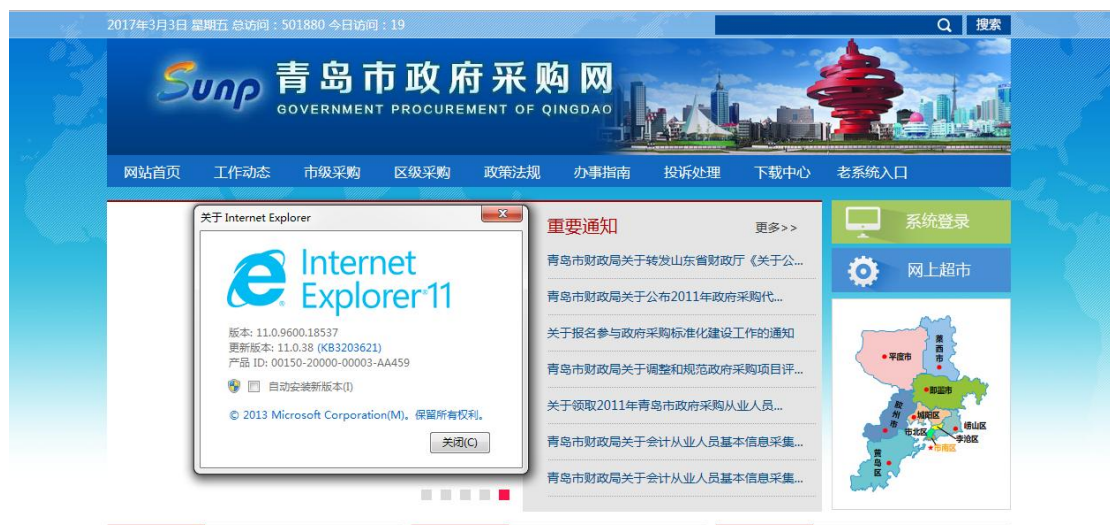 2017年3月3日 星期五 总访问：501880 今日访问：19
搜索
Sunp 青岛市政府采购网
GOVERNMENT PROCUREMENT OF QINGDAO
网站首页 工作动态 市级采购 区级采购 政策法规 办事指南 投诉处理 下载中心 老系统入口
关于 Internet Explorer
Internet
Explorer 11
版本: 11.0.9600.18537
更新版本: 11.0.38 (KB3203621)
产品 ID: 00150-20000-00003-AA459
自动安装新版本(I)
© 2013 Microsoft Corporation(M)。保留所有权利。
关闭(C)
重要通知 更多>>
青岛市财政局关于转发山东省财政厅《关于公...
青岛市财政局关于公布2011年政府采购代...
关于报名参与政府采购标准化建设工作的通知
青岛市财政局关于调整和规范政府采购项目评...
关于领取2011年青岛市政府采购从业人员...
青岛市财政局关于会计从业人员基本信息采集...
青岛市财政局关于会计从业人员基本信息采集...
系统登录
网上超市
莱西市
平度市
即墨市
胶州市
城阳区
崂山区
市北区
李沧区
市南区
黄岛区